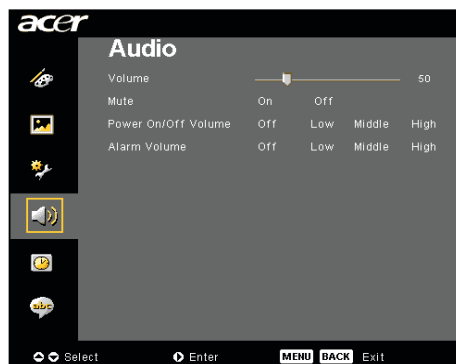 acer
Audio
Volume 50
Mute On Off
Power On/Off Volume Off Low Middle High
Alarm Volume Off Low Middle High
abc
Select Enter MENU BACK Exit